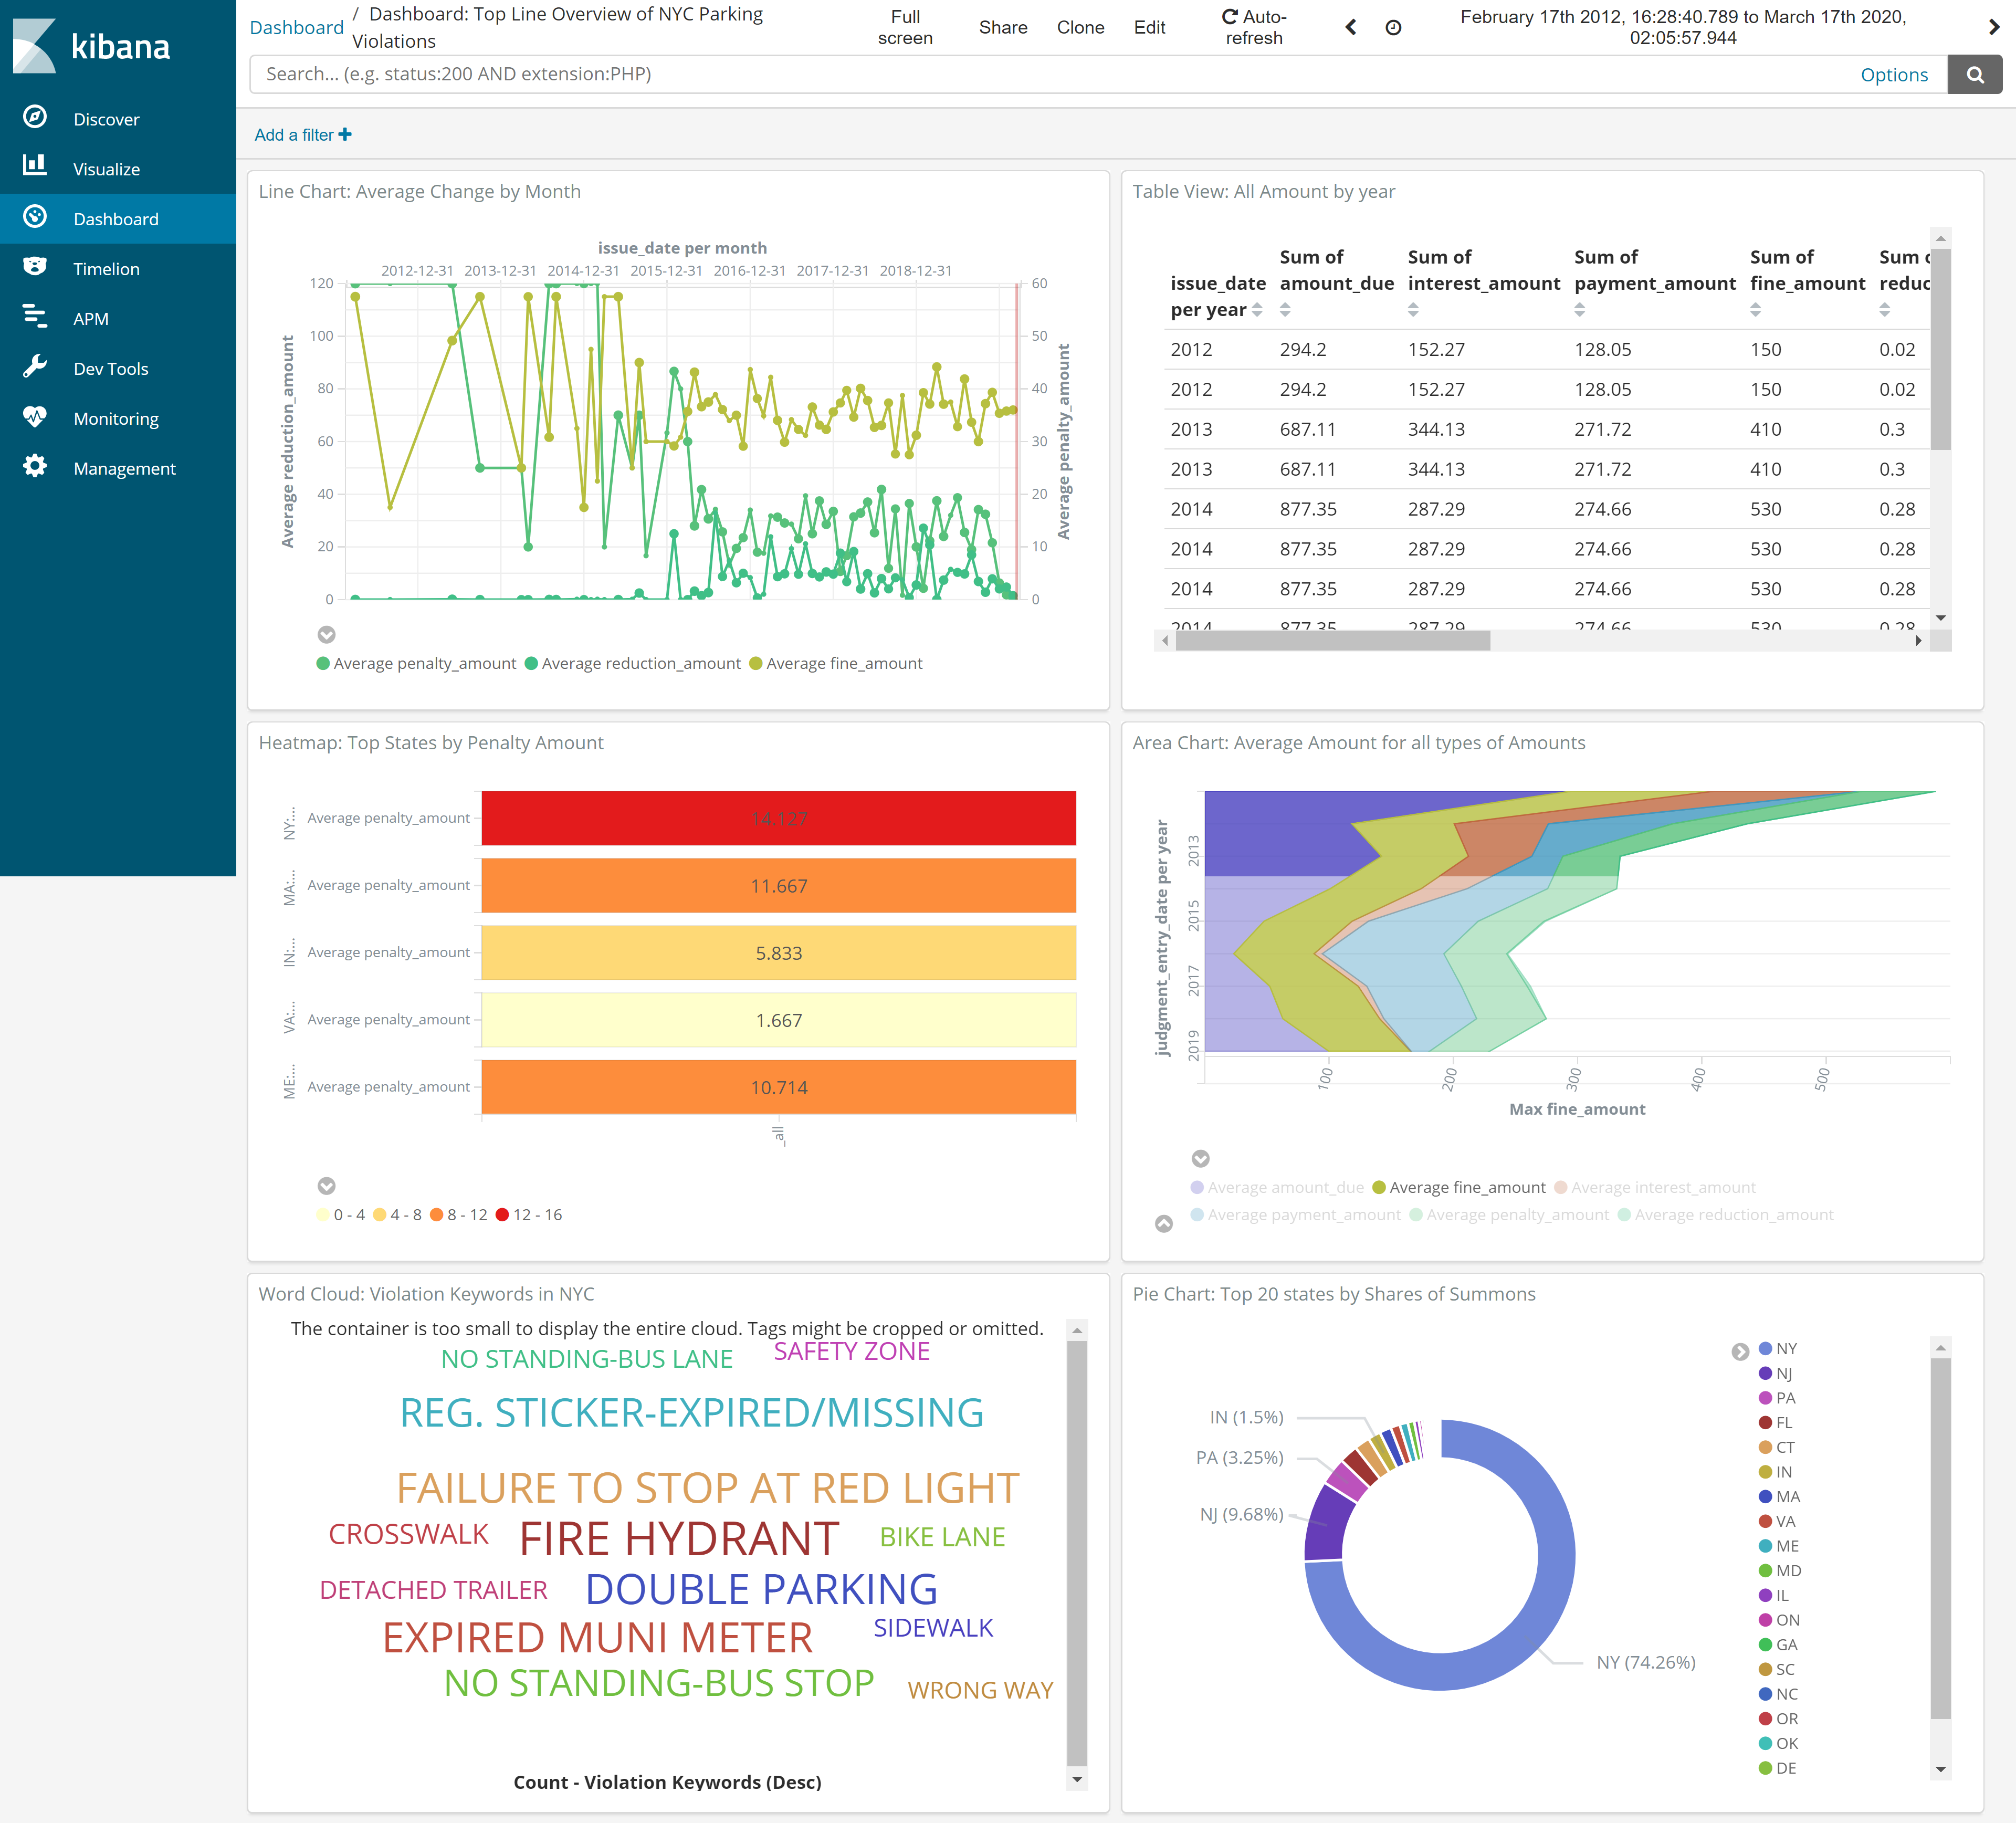 kibana
Discover
Visualize
Dashboard
Timelion
APM
Dev Tools
Monitoring
Management
Dashboard / Dashboard: Top Line Overview of NYC Parking
Violations
Full
screen
Share
Clone
Edit
Auto-
refresh
February 17th 2012, 16:28:40.789 to March 17th 2020,
02:05:57.944
Search... (e.g. status:200 AND extension:PHP)
Options
Add a filter
Line Chart: Average Change by Month
issue_date per month
2012-12-31 2013-12-31 2014-12-31 2015-12-31 2016-12-31 2017-12-31 2018-12-31
120
100
80
60
40
20
0
Average reduction_amount
60
50
40
30
20
10
0
Average penalty_amount
Average penalty_amount Average reduction_amount Average fine_amount
Table View: All Amount by year
issue_date per year
Sum of amount_due
Sum of interest_amount
Sum of payment_amount
Sum of fine_amount
Sum
reduc
2012 294.2 152.27 128.05 150 0.02
2012 294.2 152.27 128.05 150 0.02
2013 687.11 344.13 271.72 410 0.3
2013 687.11 344.13 271.72 410 0.3
2014 877.35 287.29 274.66 530 0.28
2014 877.35 287.29 274.66 530 0.28
2014 877.35 287.29 274.66 530 0.28
2014 877.35 287.29 274.66 530 0.28
Heatmap: Top States by Penalty Amount
NY:... Average penalty_amount 14.127
MA:... Average penalty_amount 11.667
IN:... Average penalty_amount 5.833
VA:... Average penalty_amount 1.667
ME:... Average penalty_amount 10.714
_all
0 - 4 4 - 8 8 - 12 12 - 16
Area Chart: Average Amount for all types of Amounts
judgment_entry_date per year
2013
2015
2017
2019
100 200 300 400 500
Max fine_amount
Average amount_due Average fine_amount Average interest_amount
Average payment_amount Average penalty_amount Average reduction_amount
Word Cloud: Violation Keywords in NYC
The container is too small to display the entire cloud. Tags might be cropped or omitted.
NO STANDING-BUS LANE SAFETY ZONE
REG. STICKER-EXPIRED/MISSING
FAILURE TO STOP AT RED LIGHT
CROSSWALK FIRE HYDRANT BIKE LANE
DETACHED TRAILER DOUBLE PARKING
EXPIRED MUNI METER SIDEWALK
NO STANDING-BUS STOP WRONG WAY
Count - Violation Keywords (Desc)
Pie Chart: Top 20 states by Shares of Summons
IN (1.5%)
PA (3.25%)
NJ (9.68%)
NY (74.26%)
NY
NJ
PA
FL
CT
IN
MA
VA
ME
MD
IL
ON
GA
SC
NC
OR
OK
DE